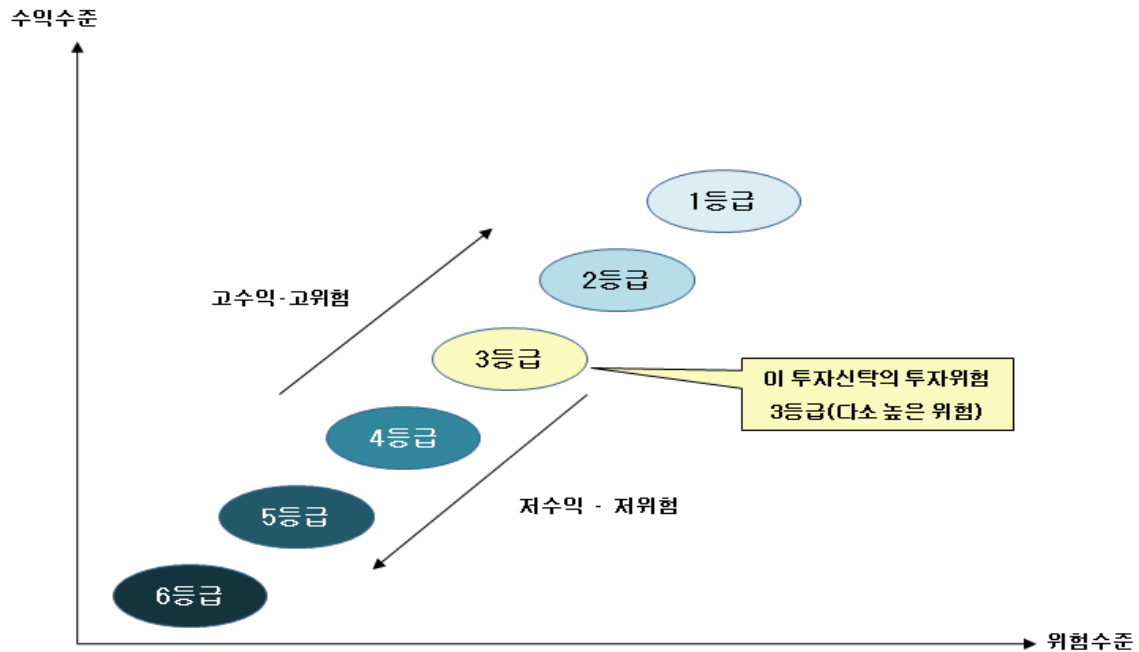 수익수준
1등급
2등급
고수익-고위험
3등급
이 투자신탁의 투자위험
3등급(다소 높은 위험)
4등급
저수익 - 저위험
5등급
6등급
위험수준